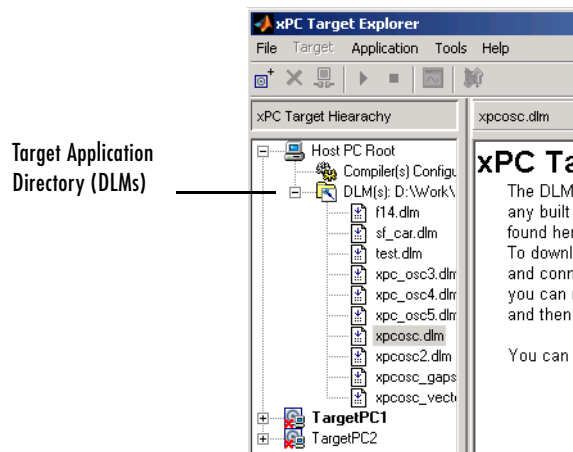 xPC Target Explorer
File Target Application Tools Help
xPC Target Hiearachy
xpcosc.dlm
Target Application
Directory (DLMs)
Host PC Root
Compiler(s) Configu
DLM(s): D:\Work\
f14.dlm
sf_car.dlm
test.dlm
xpc_osc3.dlm
xpc_osc4.dlm
xpc_osc5.dlm
xpcosc.dlm
xpcosc2.dlm
xpcosc_gaps
xpcosc_vect
TargetPC1
TargetPC2
xPC Ta
The DLM
any built
found her
To downl
and conn
you can
and then
You can